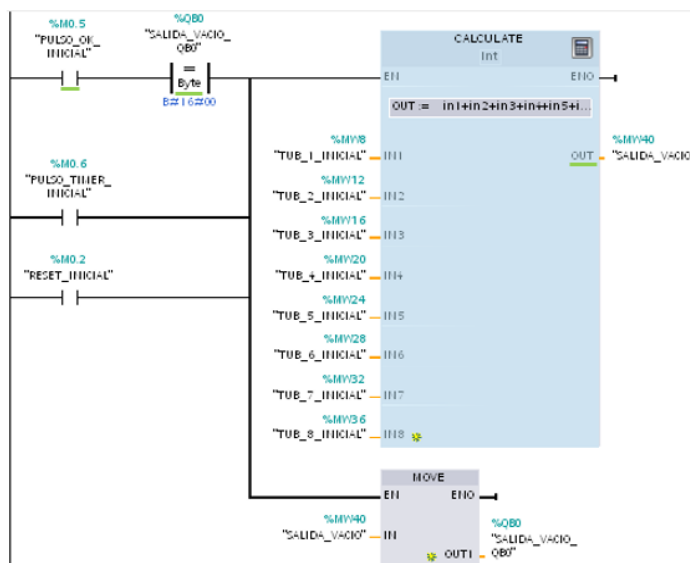 %M0.5
"PULSO_OK_
INICIAL"
%QB0
"SALIDA_VACIO_
QB0"
=
Byte
B#16#00
CALCULATE
Int
EN
ENO
OUT := in1+in2+in3+in4+in5+i...
%MW8
"TUB_1_INICIAL"
IN1
%MW40
OUT
"SALIDA_VACIO
%MW12
"TUB_2_INICIAL"
IN2
%M0.6
"PULSO_TIMER_
INICIAL"
%MW16
"TUB_3_INICIAL"
IN3
%M0.2
"RESET_INICIAL"
%MW20
"TUB_4_INICIAL"
IN4
%MW24
"TUB_5_INICIAL"
IN5
%MW28
"TUB_6_INICIAL"
IN6
%MW32
"TUB_7_INICIAL"
IN7
%MW36
"TUB_8_INICIAL"
IN8
MOVE
EN
ENO
%MW40
"SALIDA_VACIO"
IN
%QB0
"SALIDA_VACIO_
QB0"
OUT1